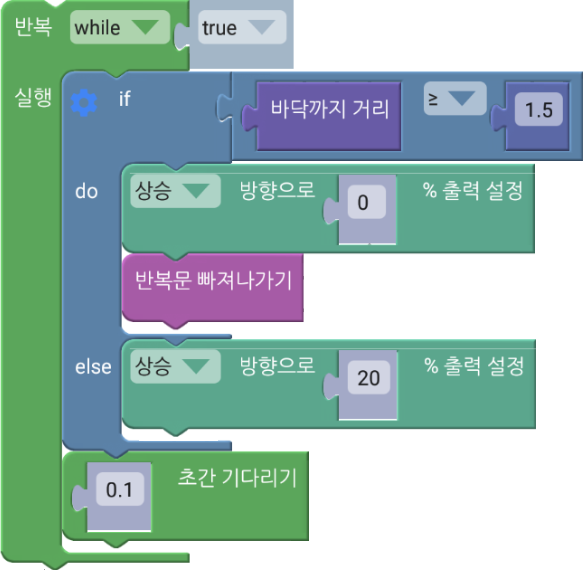 반복 while true
실행 if 바닥까지 거리 ≥ 1.5
do 상승 방향으로 0 % 출력 설정
반복문 빠져나가기
else 상승 방향으로 20 % 출력 설정
0.1 초간 기다리기